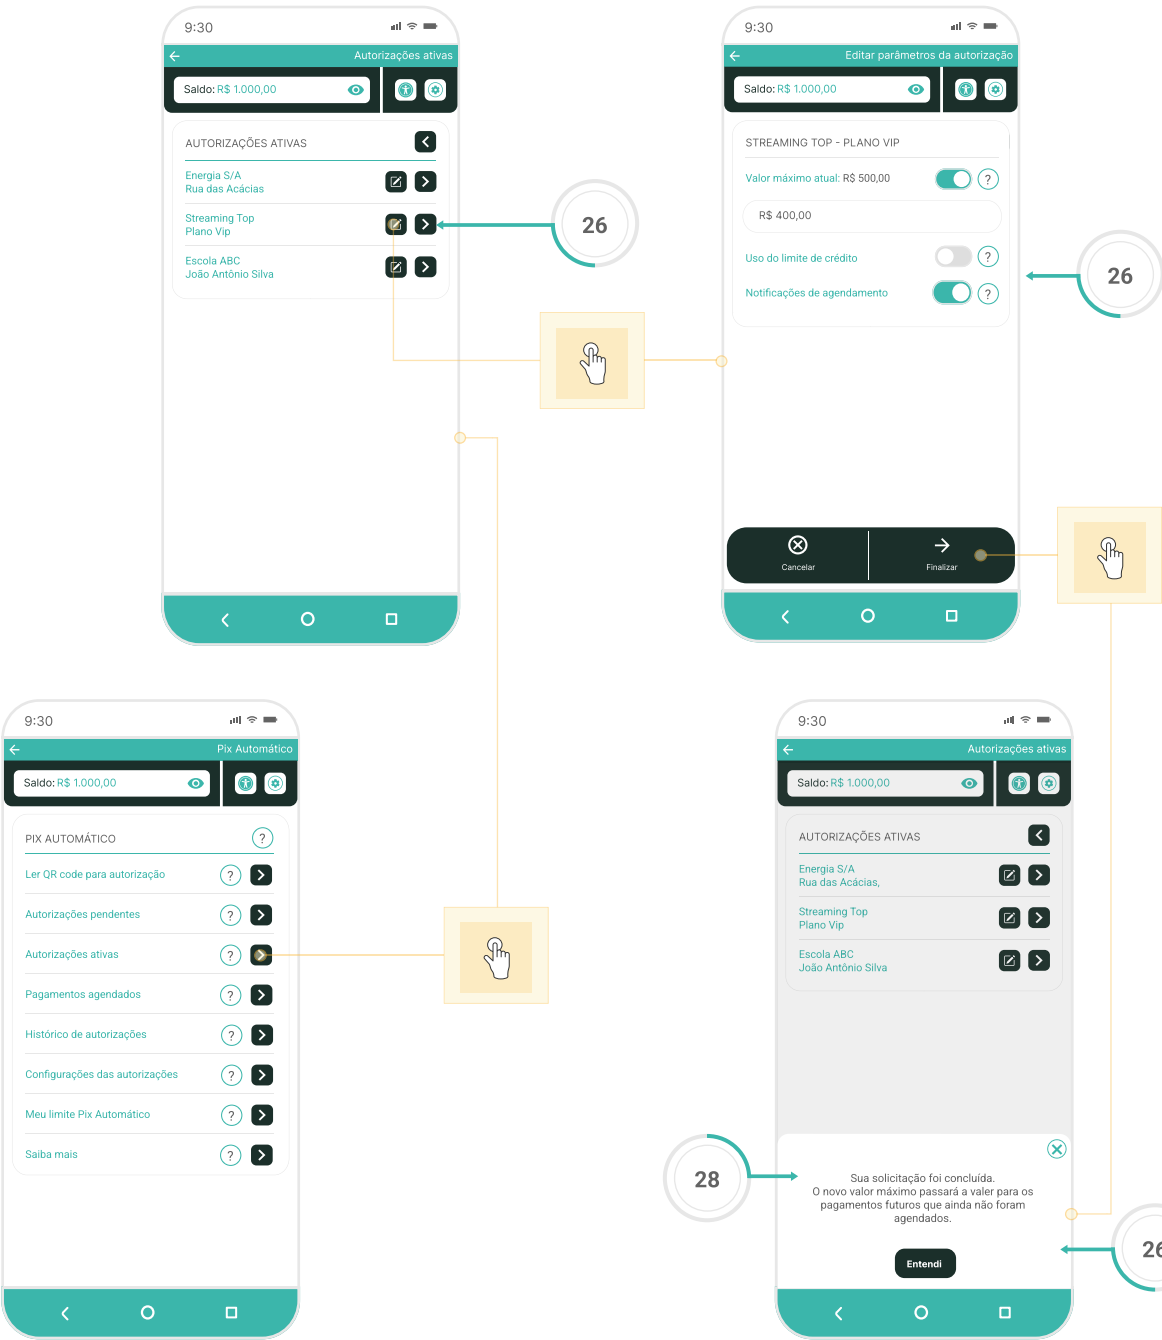 9:30
Autorizações ativas
Saldo: R$ 1.000,00
AUTORIZAÇÕES ATIVAS
Energia S/A
Rua das Acácias
Streaming Top
Plano Vip
Escola ABC
João Antônio Silva
26
9:30
Editar parâmetros da autorização
Saldo: R$ 1.000,00
STREAMING TOP - PLANO VIP
Valor máximo atual: R$ 500,00 ?
R$ 400,00
Uso do limite de crédito ?
Notificações de agendamento ?
26
Cancelar Finalizar
9:30
Pix Automático
Saldo: R$ 1.000,00
PIX AUTOMÁTICO ?
Ler QR code para autorização ?
Autorizações pendentes ?
Autorizações ativas ?
Pagamentos agendados ?
Histórico de autorizações ?
Configurações das autorizações ?
Meu limite Pix Automático ?
Saiba mais ?
9:30
Autorizações ativas
Saldo: R$ 1.000,00
AUTORIZAÇÕES ATIVAS
Energia S/A
Rua das Acácias,
Streaming Top
Plano Vip
Escola ABC
João Antônio Silva
28
Sua solicitação foi concluída.
O novo valor máximo passará a valer para os
pagamentos futuros que ainda não foram
agendados.
Entendi
26